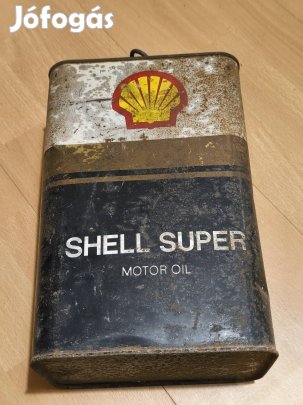 Jófogás
SHELL SUPER
MOTOR OIL